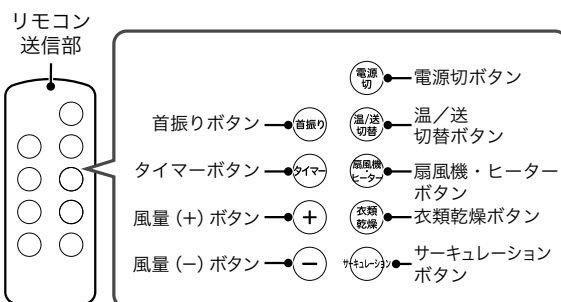 リモコン
送信部
電源
切
電源切ボタン
首振りボタン
首振り
温/送
切替
温／送
切替ボタン
タイマーボタン
タイマー
扇風機
・
ヒーター
扇風機・ヒーター
ボタン
風量（+）ボタン
+
衣類
乾燥
衣類乾燥ボタン
風量（−）ボタン
−
サーキュレーション
サーキュレーション
ボタン